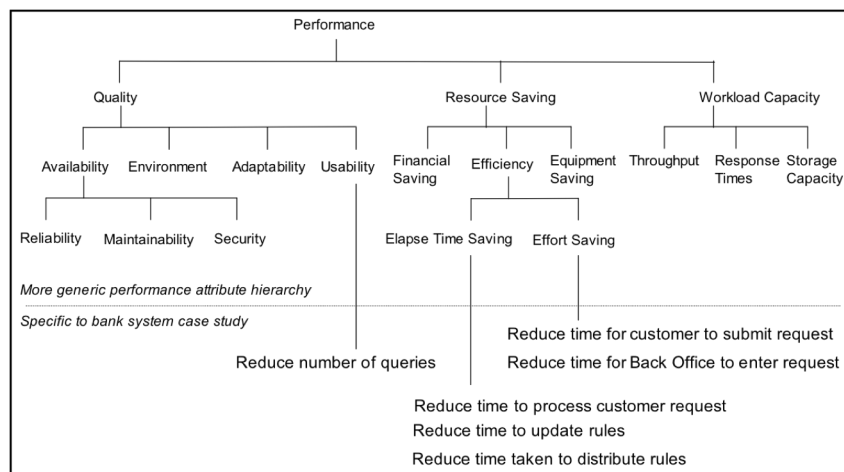 Performance
Quality
Resource Saving
Workload Capacity
Availability
Environment
Adaptability
Usability
Financial
Saving
Efficiency
Equipment
Saving
Throughput
Response
Times
Storage
Capacity
Reliability
Maintainability
Security
Elapse Time Saving
Effort Saving
More generic performance attribute hierarchy
Specific to bank system case study
Reduce time for customer to submit request
Reduce number of queries
Reduce time for Back Office to enter request
Reduce time to process customer request
Reduce time to update rules
Reduce time taken to distribute rules